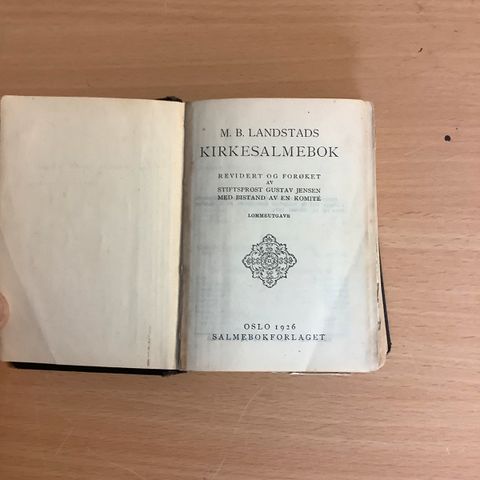 M. B. LANDSTADS
KIRKESALMEBOK
REVIDERT OG FORØKET
AV
STIFTSPROST GUSTAV JENSEN
MED BISTAND AV EN KOMITÉ
LOMMEUTGAVE
OSLO 1926
SALMEBOKFORLAGET